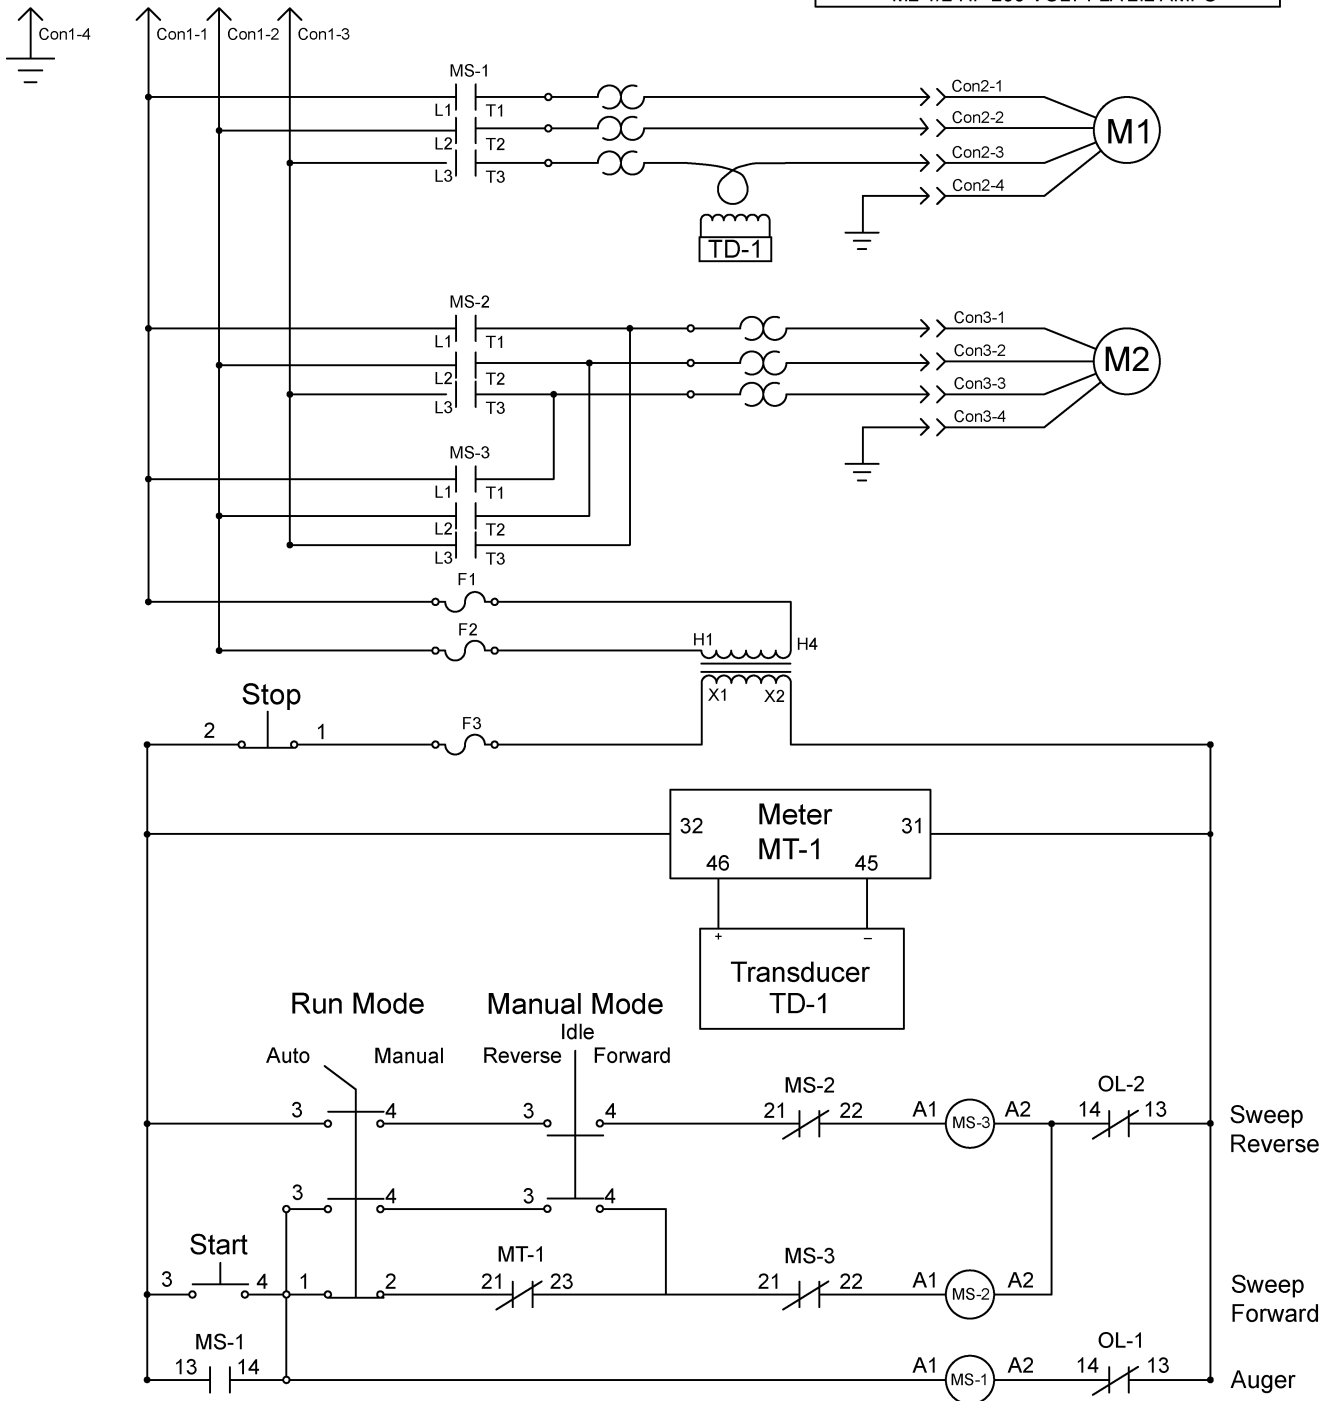 Con1-4
Con1-1
Con1-2
Con1-3
MS-1
L1
T1
L2
T2
L3
T3
Con2-1
Con2-2
Con2-3
Con2-4
M1
TD-1
MS-2
L1
T1
L2
T2
L3
T3
Con3-1
Con3-2
Con3-3
Con3-4
M2
MS-3
L1
T1
L2
T2
L3
T3
F1
F2
H1
H4
X1
X2
Stop
2
1
F3
Meter
MT-1
32
31
46
45
+
–
Transducer
TD-1
Run Mode
Auto
Manual
Manual Mode
Idle
Reverse
Forward
3
4
3
4
MS-2
21
22
A1
MS-3
A2
OL-2
14
13
Sweep
Reverse
3
4
3
4
Start
3
4
1
2
MT-1
21
23
MS-3
21
22
A1
MS-2
A2
Sweep
Forward
MS-1
13
14
A1
MS-1
A2
OL-1
14
13
Auger